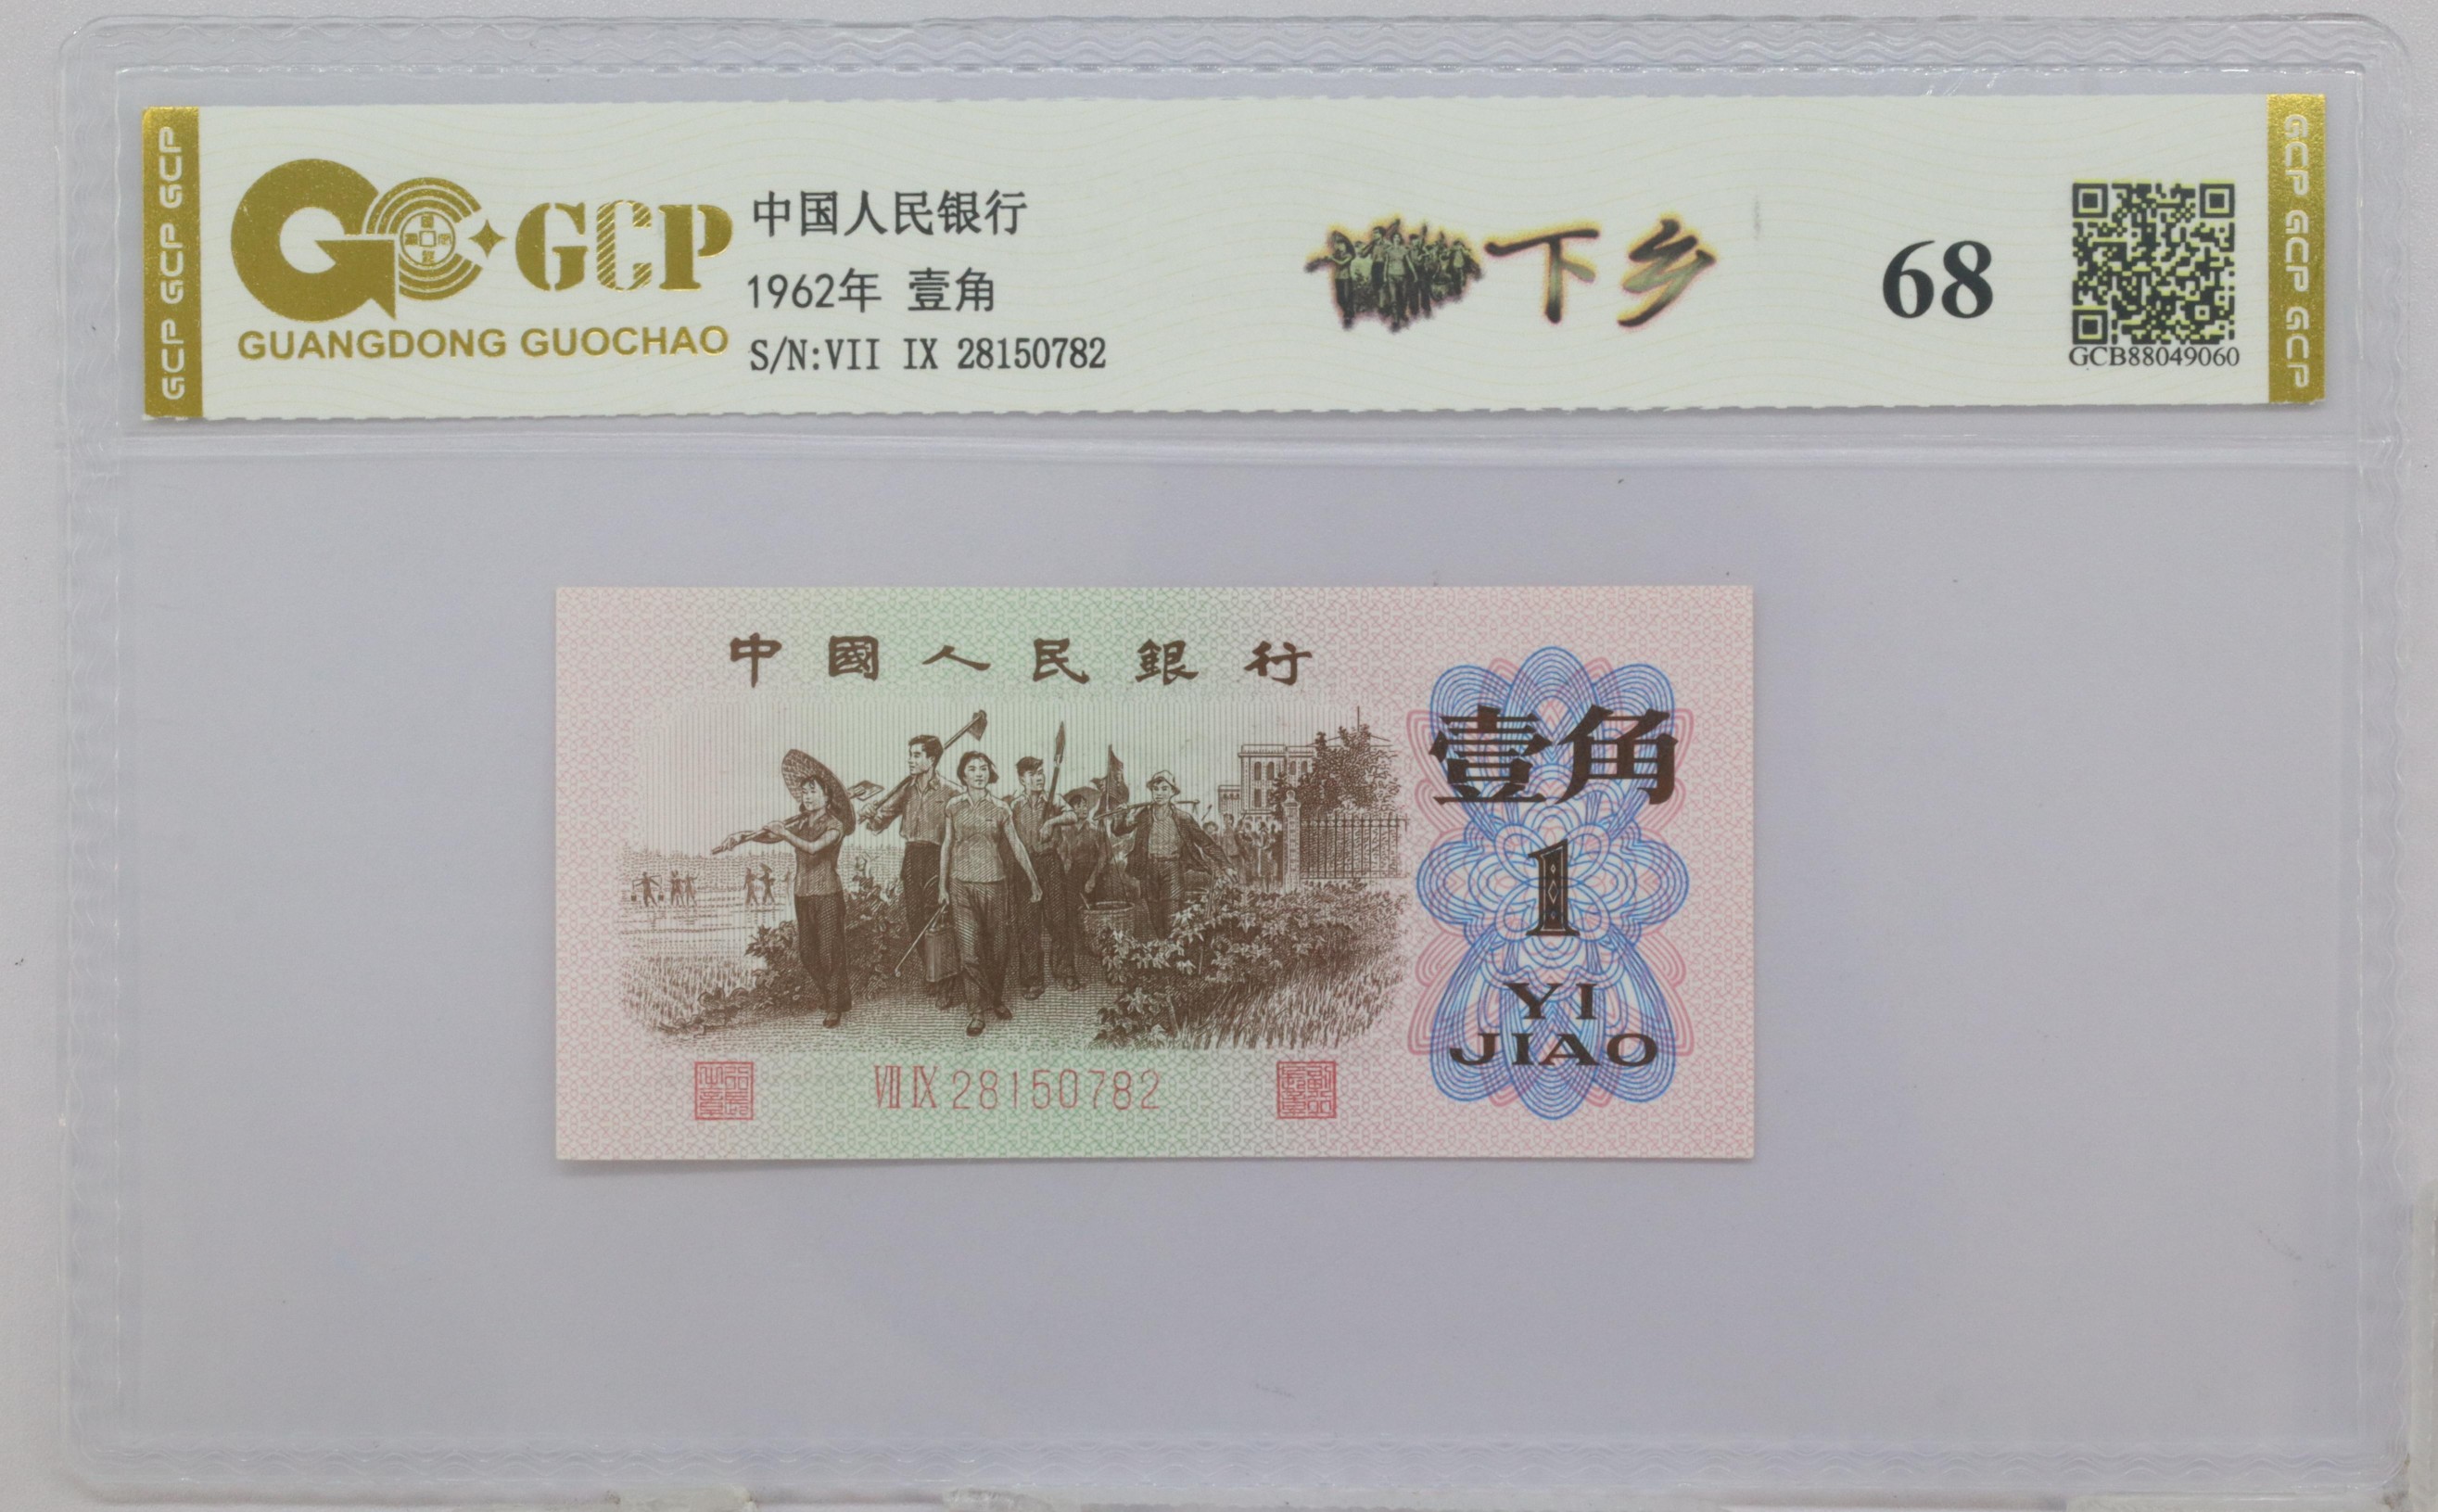 GCP GCP GCP GCP
GCP
GUANGDONG GUOCHAO
中国人民银行
1962年 壹角
S/N:VII IX 28150782
下乡
68
GCB88049060
GCP GCP GCP GCP
中國人民銀行
壹角
1
YI
JIAO
VII IX 28150782